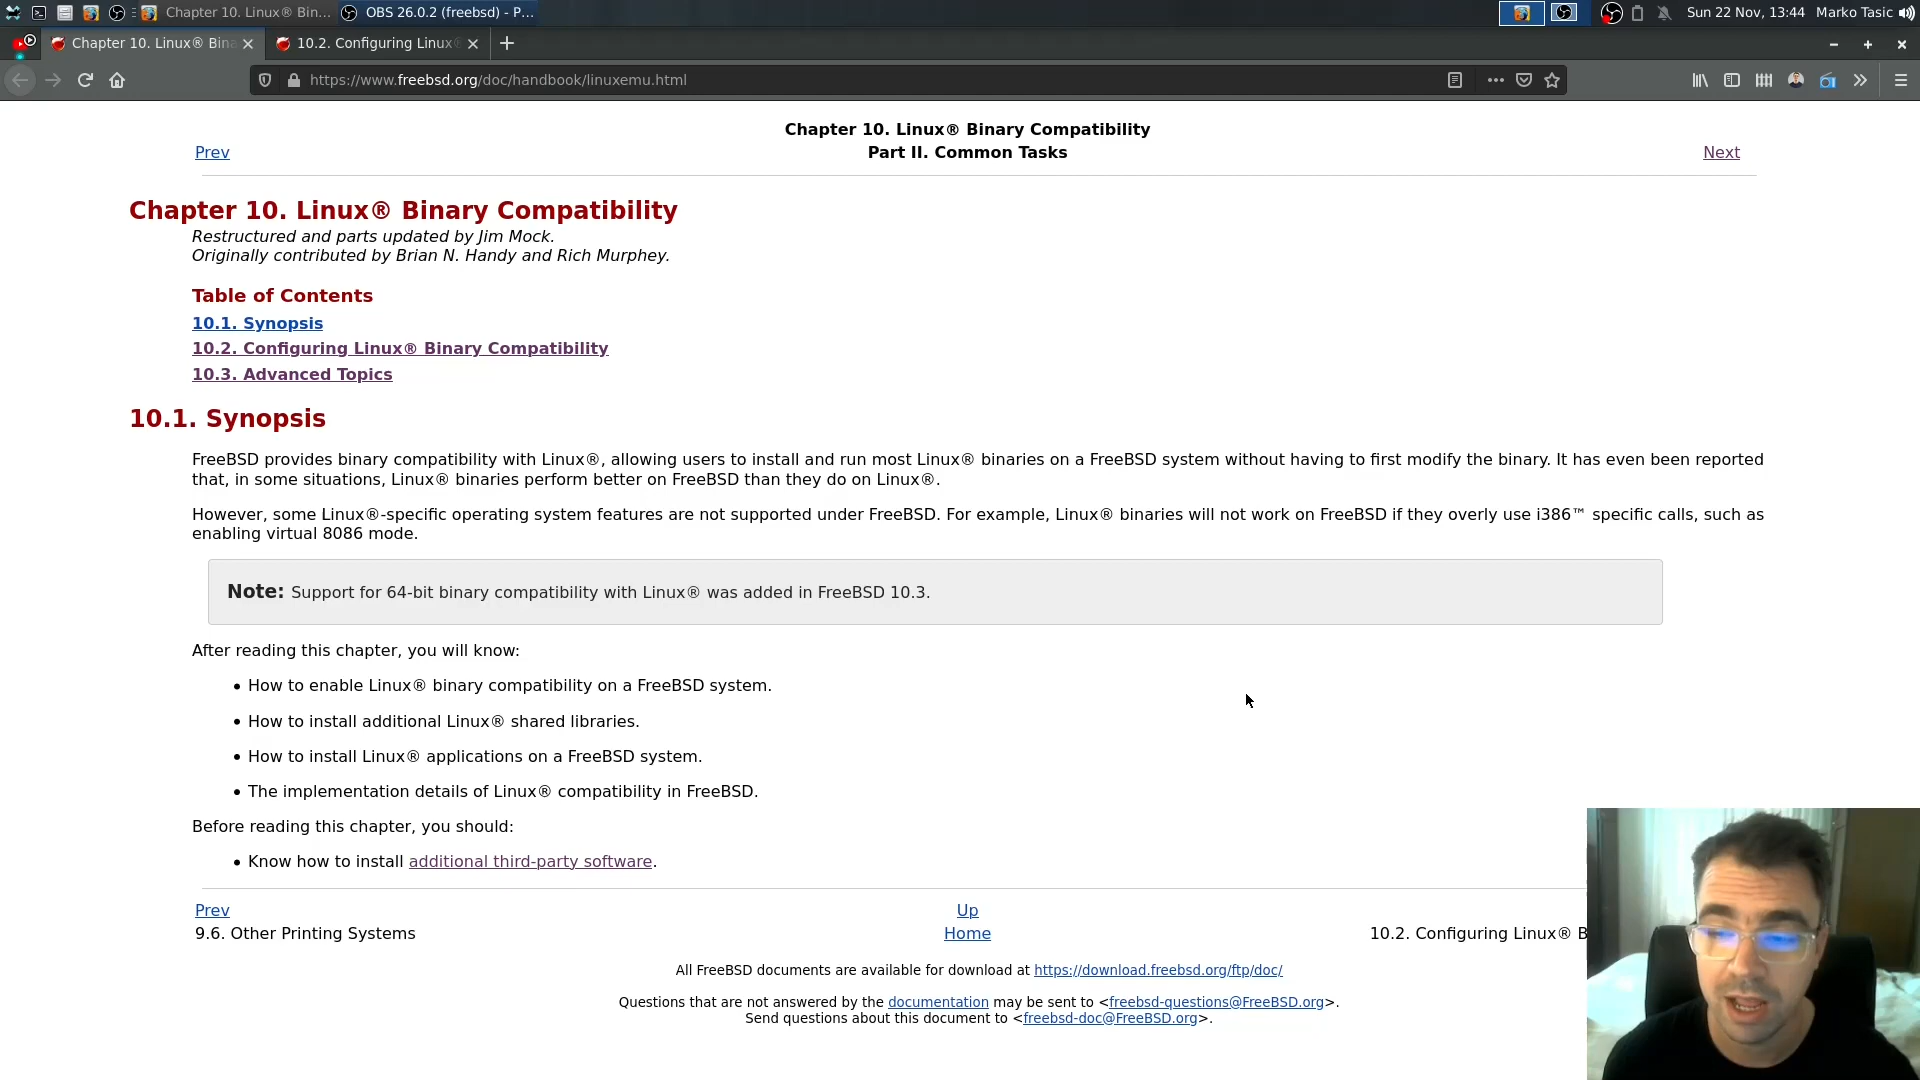 Chapter 10. Linux® Bin...
OBS 26.0.2 (freebsd) - P...
Sun 22 Nov, 13:44
Marko Tasic
Chapter 10. Linux® Bina
10.2. Configuring Linux®
https://www.freebsd.org/doc/handbook/linuxemu.html
Chapter 10. Linux® Binary Compatibility
Prev
Part II. Common Tasks
Next
Chapter 10. Linux® Binary Compatibility
Restructured and parts updated by Jim Mock.
Originally contributed by Brian N. Handy and Rich Murphey.
Table of Contents
10.1. Synopsis
10.2. Configuring Linux® Binary Compatibility
10.3. Advanced Topics
10.1. Synopsis
FreeBSD provides binary compatibility with Linux®, allowing users to install and run most Linux® binaries on a FreeBSD system without having to first modify the binary. It has even been reported
that, in some situations, Linux® binaries perform better on FreeBSD than they do on Linux®.
However, some Linux®-specific operating system features are not supported under FreeBSD. For example, Linux® binaries will not work on FreeBSD if they overly use i386™ specific calls, such as
enabling virtual 8086 mode.
Note: Support for 64-bit binary compatibility with Linux® was added in FreeBSD 10.3.
After reading this chapter, you will know:
• How to enable Linux® binary compatibility on a FreeBSD system.
• How to install additional Linux® shared libraries.
• How to install Linux® applications on a FreeBSD system.
• The implementation details of Linux® compatibility in FreeBSD.
Before reading this chapter, you should:
• Know how to install additional third-party software.
Prev
Up
9.6. Other Printing Systems
Home
10.2. Configuring Linux® B
All FreeBSD documents are available for download at https://download.freebsd.org/ftp/doc/
Questions that are not answered by the documentation may be sent to <freebsd-questions@FreeBSD.org>.
Send questions about this document to <freebsd-doc@FreeBSD.org>.